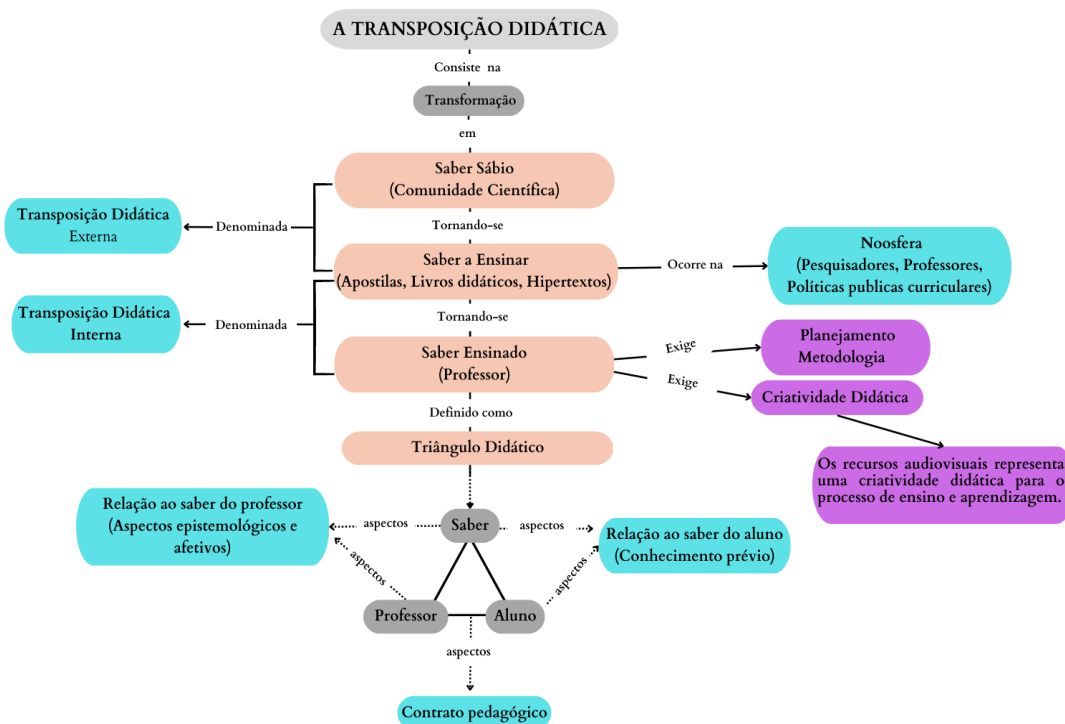 A TRANSPOSIÇÃO DIDÁTICA
Consiste na
Transformação
em
Saber Sábio
(Comunidade Científica)
Transposição Didática
Externa
Denominada
Tornando-se
Saber a Ensinar
(Apostilas, Livros didáticos, Hipertextos)
Ocorre na
Noosfera
(Pesquisadores, Professores,
Políticas publicas curriculares)
Transposição Didática
Interna
Denominada
Tornando-se
Saber Ensinado
(Professor)
Exige
Planejamento
Metodologia
Exige
Criatividade Didática
Definido como
Triângulo Didático
Os recursos audiovisuais representa
uma criatividade didática para o
processo de ensino e aprendizagem.
Relação ao saber do professor
(Aspectos epistemológicos e
afetivos)
aspectos
Saber
aspectos
Relação ao saber do aluno
(Conhecimento prévio)
aspectos
aspectos
Professor
Aluno
aspectos
Contrato pedagógico